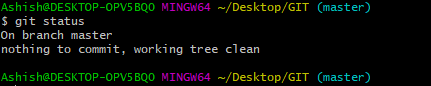 Ashish@DESKTOP-OPV5BQO MINGW64 ~/Desktop/GIT (master)
$ git status
On branch master
nothing to commit, working tree clean
Ashish@DESKTOP-OPV5BQO MINGW64 ~/Desktop/GIT (master)